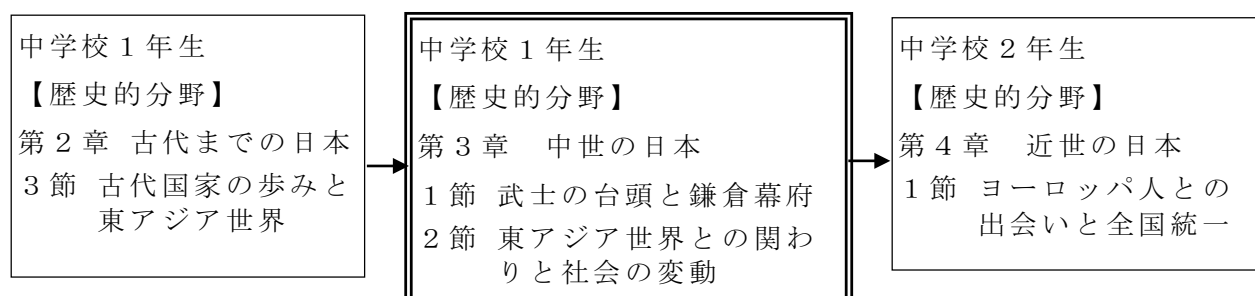 中学校１年生
【歴史的分野】
第２章 古代までの日本
３節 古代国家の歩みと
東アジア世界
中学校１年生
【歴史的分野】
第３章　中世の日本
１節 武士の台頭と鎌倉幕府
２節 東アジア世界との関わ
りと社会の変動
中学校２年生
【歴史的分野】
第４章　近世の日本
１節 ヨーロッパ人との
出会いと全国統一